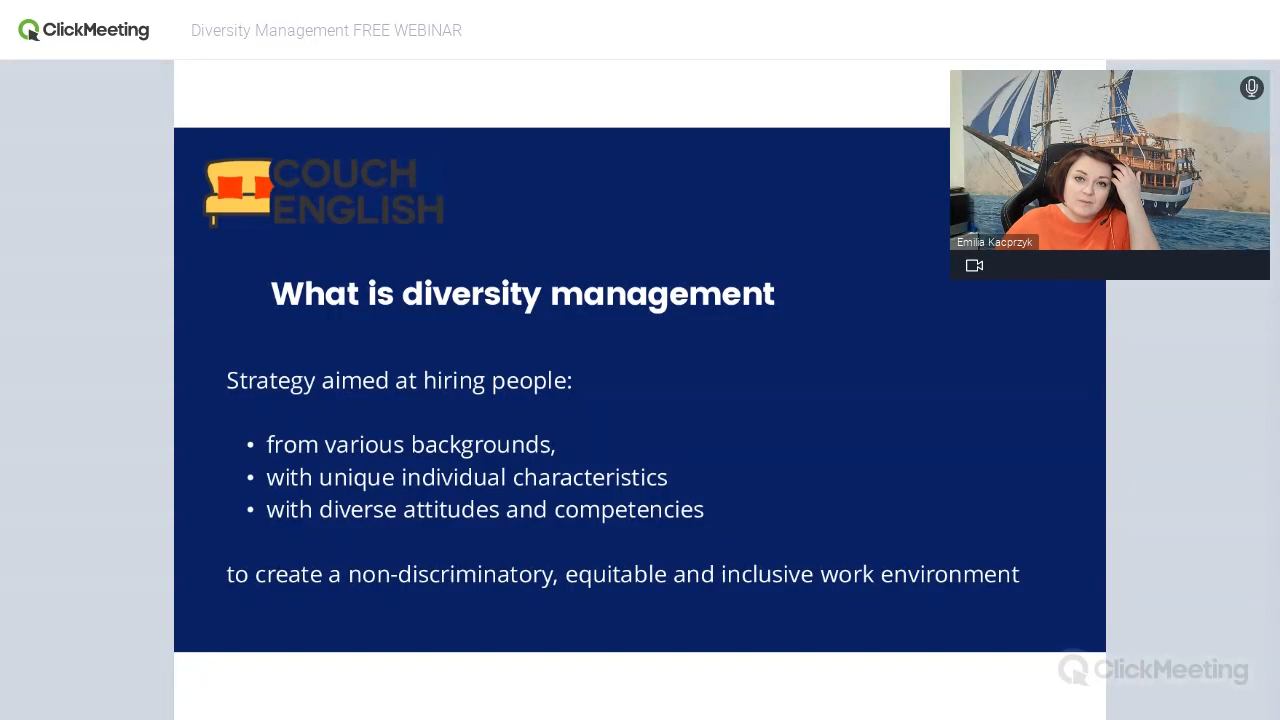 ClickMeeting
Diversity Management FREE WEBINAR
COUCH
ENGLISH
Emilia Kacprzyk
What is diversity management
Strategy aimed at hiring people:
• from various backgrounds,
• with unique individual characteristics
• with diverse attitudes and competencies
to create a non-discriminatory, equitable and inclusive work environment
ClickMeeting